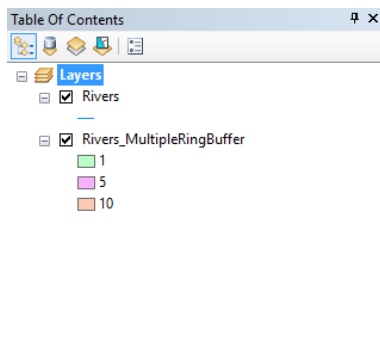 Table Of Contents
Layers
Rivers
Rivers_MultipleRingBuffer
1
5
10